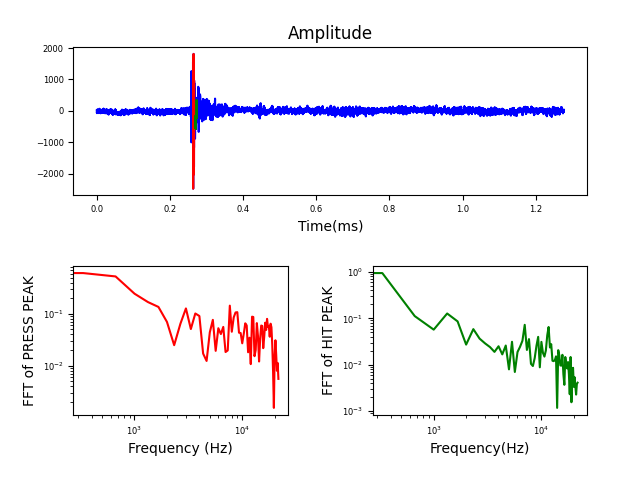 Amplitude
2000
1000
0
−1000
−2000
0.0 0.2 0.4 0.6 0.8 1.0 1.2
Time(ms)
FFT of PRESS PEAK
10⁻¹
10⁻²
10³ 10⁴
Frequency (Hz)
FFT of HIT PEAK
10⁰
10⁻¹
10⁻²
10⁻³
10³ 10⁴
Frequency(Hz)